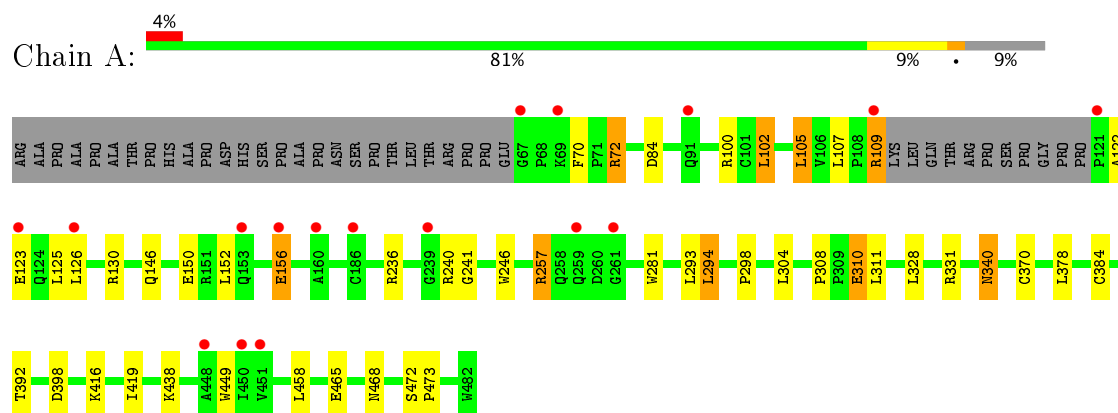 4%
Chain A:
81% 9% • 9%
ARG ALA PRO ALA PRO ALA THR PRO HIS ALA ASP HIS SER PRO ALA PRO ASN SER PRO THR LEU THR ARG PRO PRO GLU G67 P68 K69 F70 P71 R72 D84 Q91 R100 C101 L102 L105 V106 L107 P108 R109 LYS LEU GLN THR ARG PRO SER PRO GLY PRO PRO P121 A122
E123 Q124 L125 L126 R130 Q146 E150 R151 L152 Q153 E156 A160 C186 R236 G239 R240 G241 W246 R257 Q258 Q259 D260 G261 W281 L293 L294 P298 L304 P308 P309 E310 L311 L328 R331 N340 C370 L378 C384
T392 D398 K416 I419 K438 A448 W449 I450 V451 L458 E465 N468 S472 P473 W482